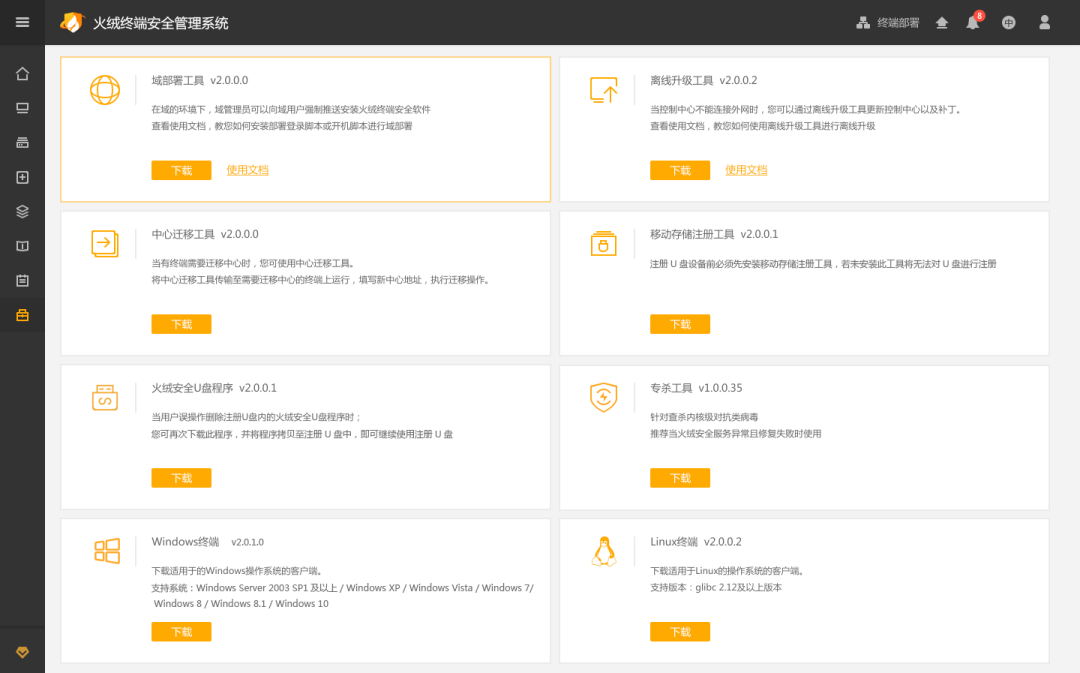 火绒终端安全管理系统
终端部署
8
中
域部署工具 v2.0.0.0
在域的环境下，域管理员可以向域用户强制推送安装火绒终端安全软件
查看使用文档，教您如何安装部署登录脚本或开机脚本进行域部署
下载 使用文档
离线升级工具 v2.0.0.2
当控制中心不能连接外网时，您可以通过离线升级工具更新控制中心以及补丁。
查看使用文档，教您如何使用离线升级工具进行离线升级
下载 使用文档
中心迁移工具 v2.0.0.0
当有终端需要迁移中心时，您可使用中心迁移工具。
将中心迁移工具传输至需要迁移中心的终端上运行，填写新中心地址，执行迁移操作。
下载
移动存储注册工具 v2.0.0.1
注册 U 盘设备前必须先安装移动存储注册工具，若未安装此工具将无法对 U 盘进行注册
下载
火绒安全U盘程序 v2.0.0.1
当用户误操作删除注册U盘内的火绒安全U盘程序时；
您可再次下载此程序，并将程序拷贝至注册 U 盘中，即可继续使用注册 U 盘
下载
专杀工具 v1.0.0.35
针对查杀内核级对抗类病毒
推荐当火绒安全服务异常且修复失败时使用
下载
Windows终端 v2.0.1.0
下载适用于的Windows操作系统的客户端。
支持系统：Windows Server 2003 SP1 及以上 / Windows XP / Windows Vista / Windows 7/
Windows 8 / Windows 8.1 / Windows 10
下载
Linux终端 v2.0.0.2
下载适用于Linux的操作系统的客户端。
支持版本：glibc 2.12及以上版本
下载